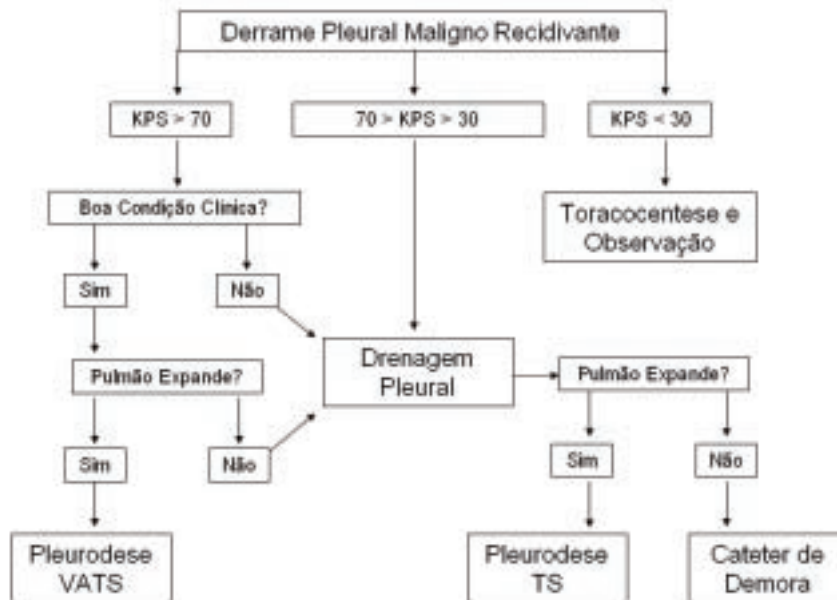 Derrame Pleural Maligno Recidivante
KPS > 70
70 > KPS > 30
KPS < 30
Boa Condição Clínica?
Toracocentese e
Observação
Sim
Não
Pulmão Expande?
Drenagem
Pleural
Pulmão Expande?
Sim
Não
Sim
Não
Pleurodese
VATS
Pleurodese
TS
Cateter de
Demora